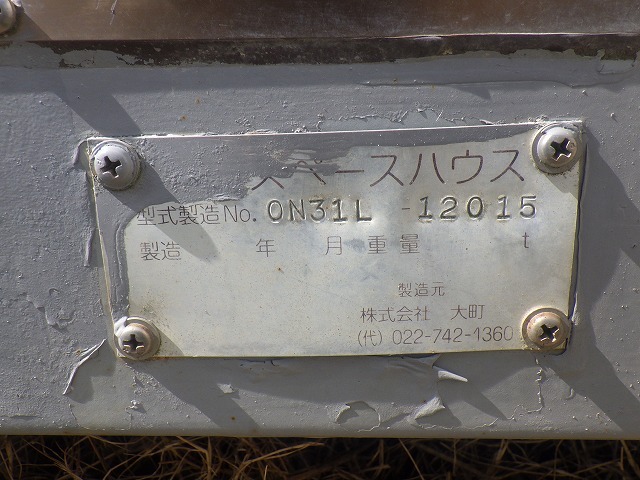 スペースハウス
型式製造No. 0N31L -12015
製造 年 月 重量 t
製造元
株式会社 大町
(代) 022-742-1360